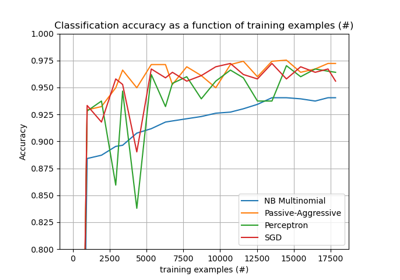 Classification accuracy as a function of training examples (#)
1.000
0.975
0.950
0.925
0.900
0.875
0.850
0.825
0.800
Accuracy
NB Multinomial
Passive-Aggressive
Perceptron
SGD
0 2500 5000 7500 10000 12500 15000 17500
training examples (#)